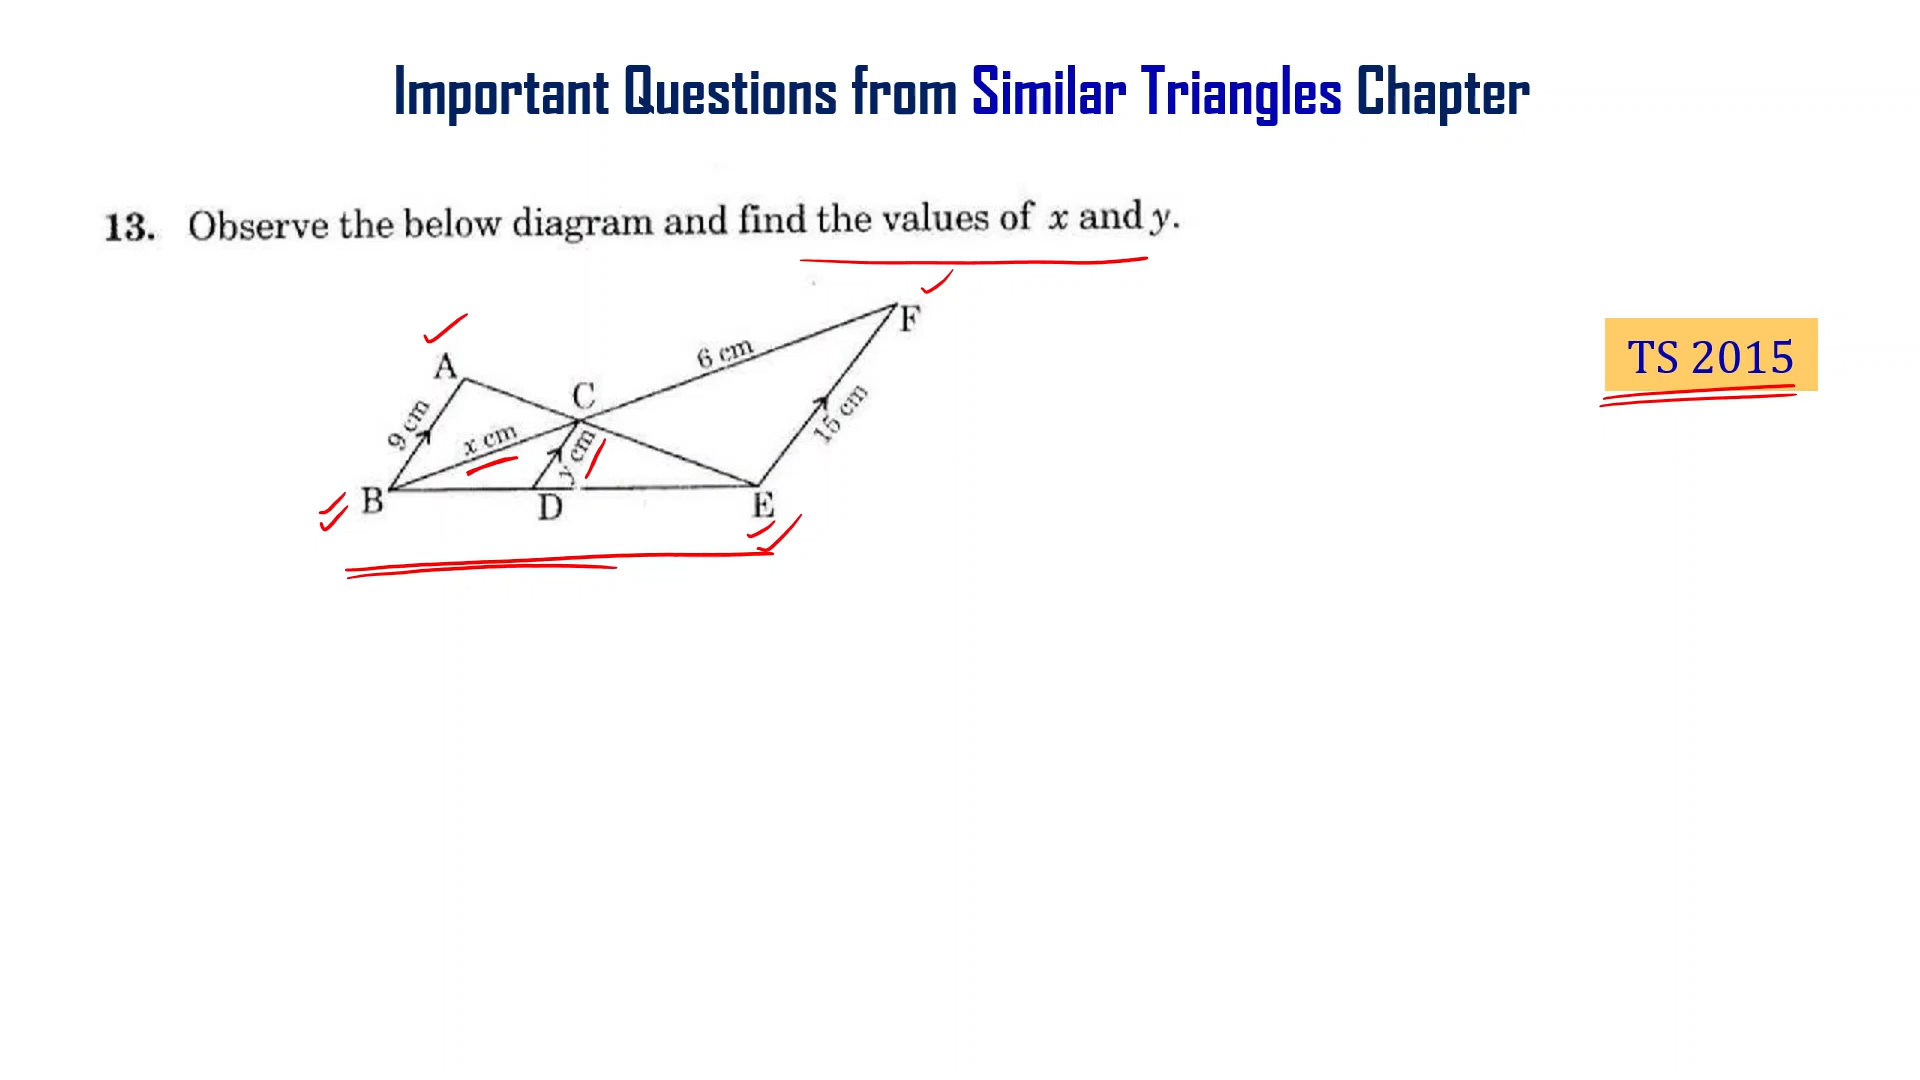 Important Questions from Similar Triangles Chapter
13. Observe the below diagram and find the values of x and y.
TS 2015
F
6 cm
A
C
9 cm
x cm
y cm
15 cm
B
D
E